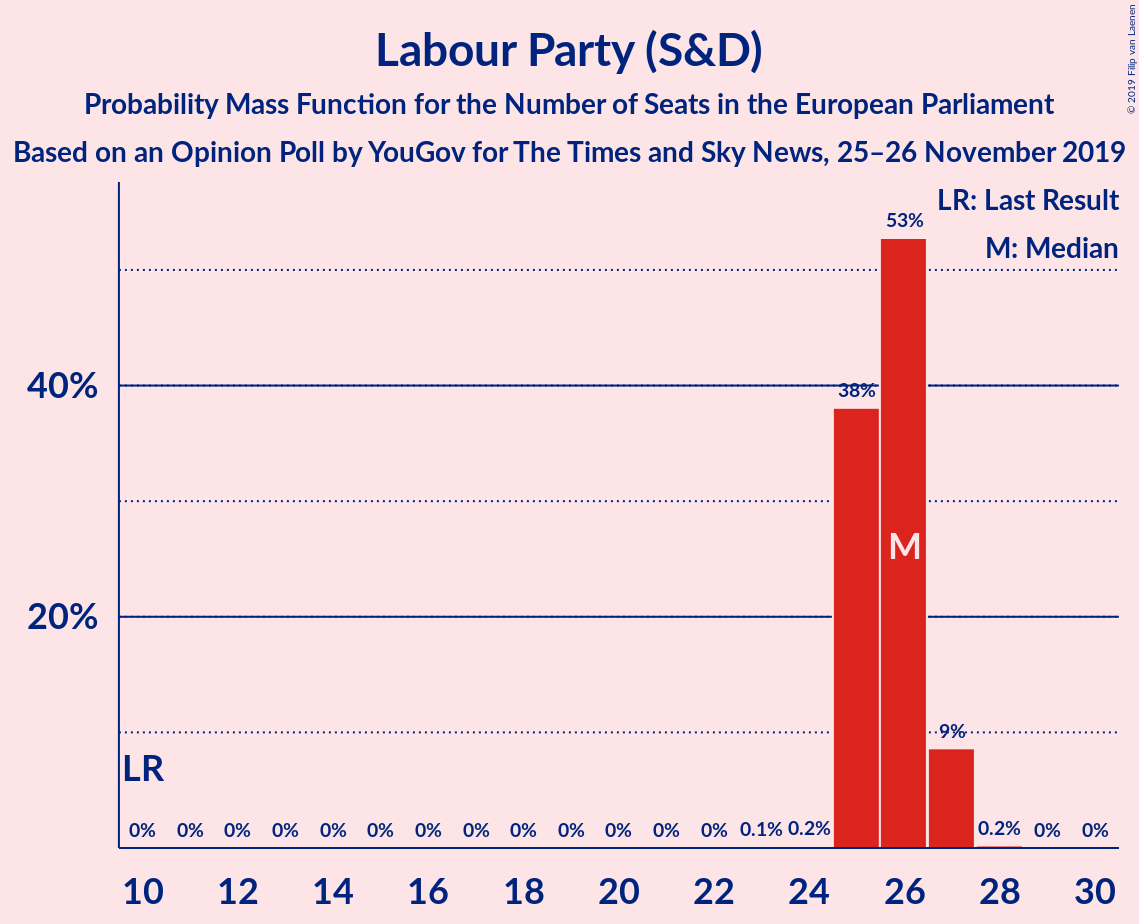 Labour Party (S&D)
Probability Mass Function for the Number of Seats in the European Parliament
Based on an Opinion Poll by YouGov for The Times and Sky News, 25–26 November 2019
© 2019 Filip van Laenen
LR: Last Result
M: Median
53%
40%
38%
M
20%
9%
LR
0% 0% 0% 0% 0% 0% 0% 0% 0% 0% 0% 0% 0% 0.1% 0.2% 0.2% 0% 0%
10 12 14 16 18 20 22 24 26 28 30